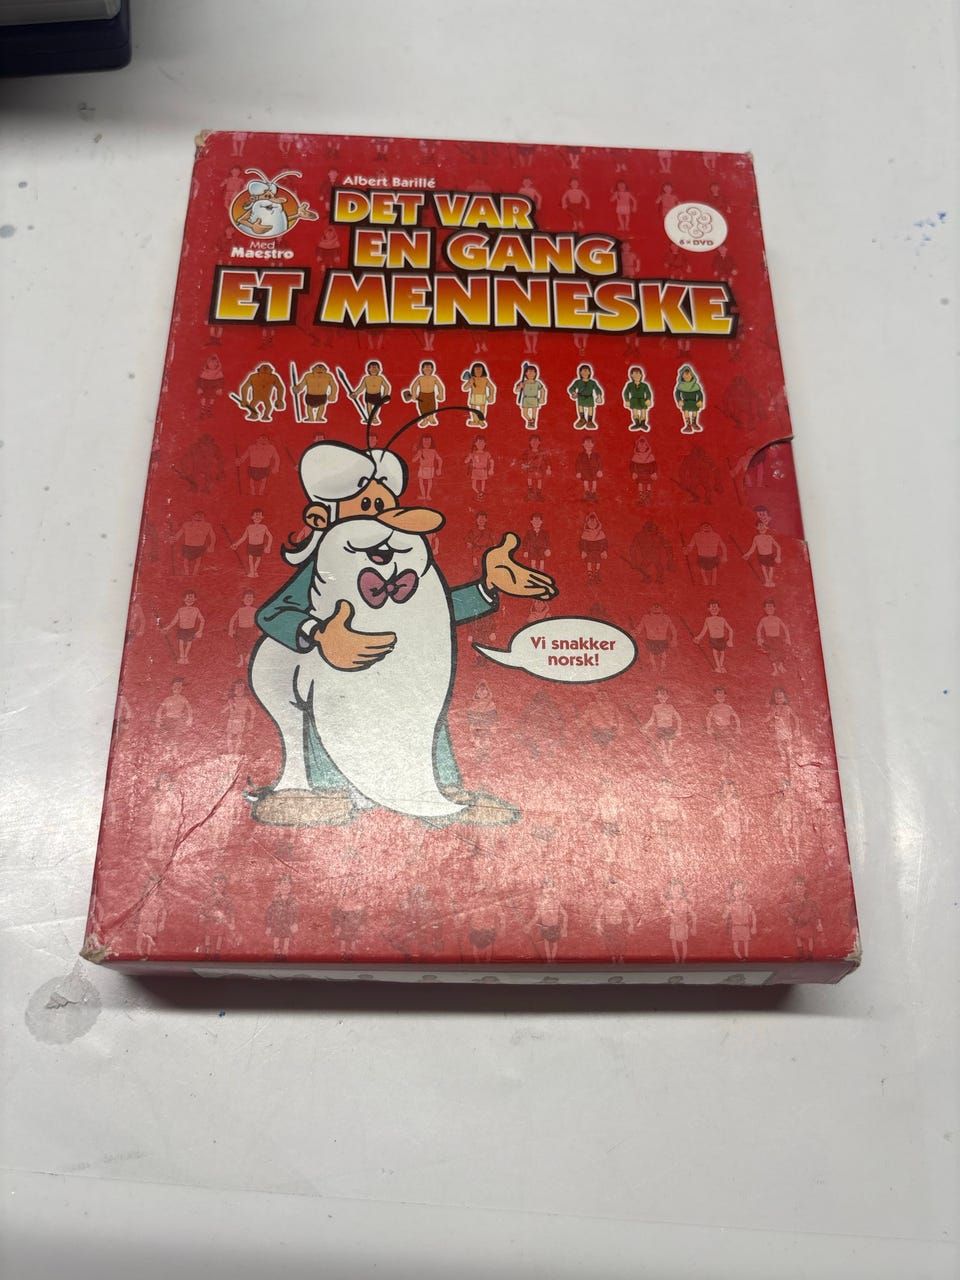 Albert Barillé
DET VAR
EN GANG
ET MENNESKE
Med
Maestro
6×DVD
Vi snakker
norsk!